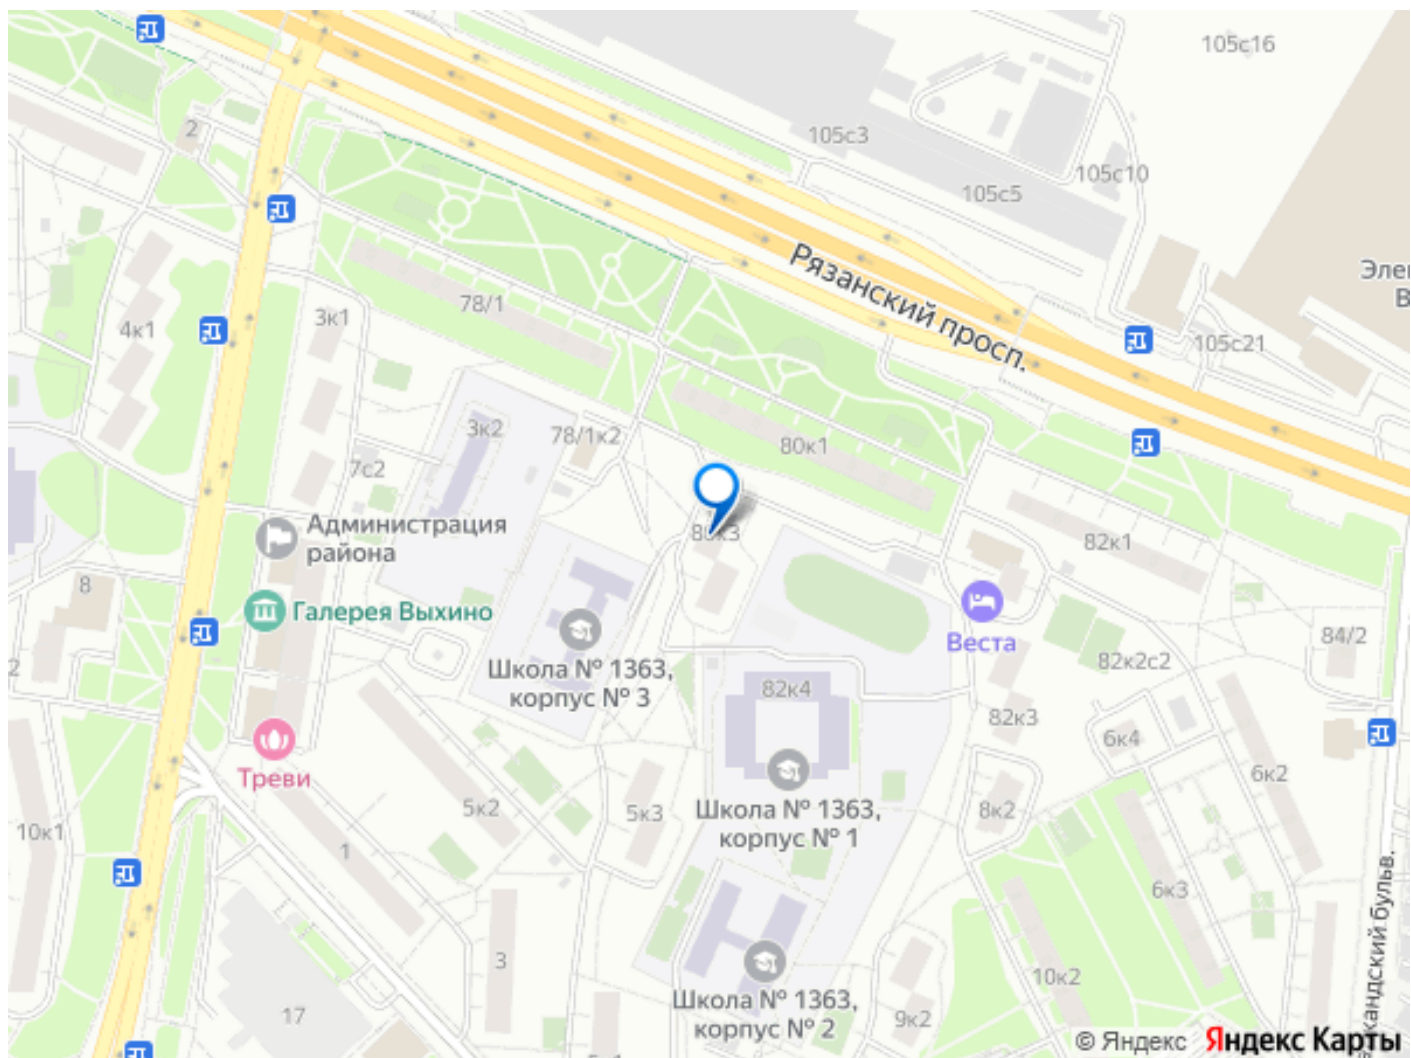 105с16
2
105с3
105с10
105с5
Рязанский просп.
Элек
В
78/1
3к1
4к1
105с21
3к2
78/1к2
80к1
7с2
Администрация
района
82к1
8
Галерея Выхино
Веста
84/2
Школа № 1363,
корпус № 3
82к2с2
2
82к4
82к3
6к4
Треви
6к2
5к2
5к3
Школа № 1363,
корпус № 1
8к2
10к1
1
6к3
3
10к2
Школа № 1363,
корпус № 2
17
9к2
кандский бульв.
© Яндекс Яндекс Карты